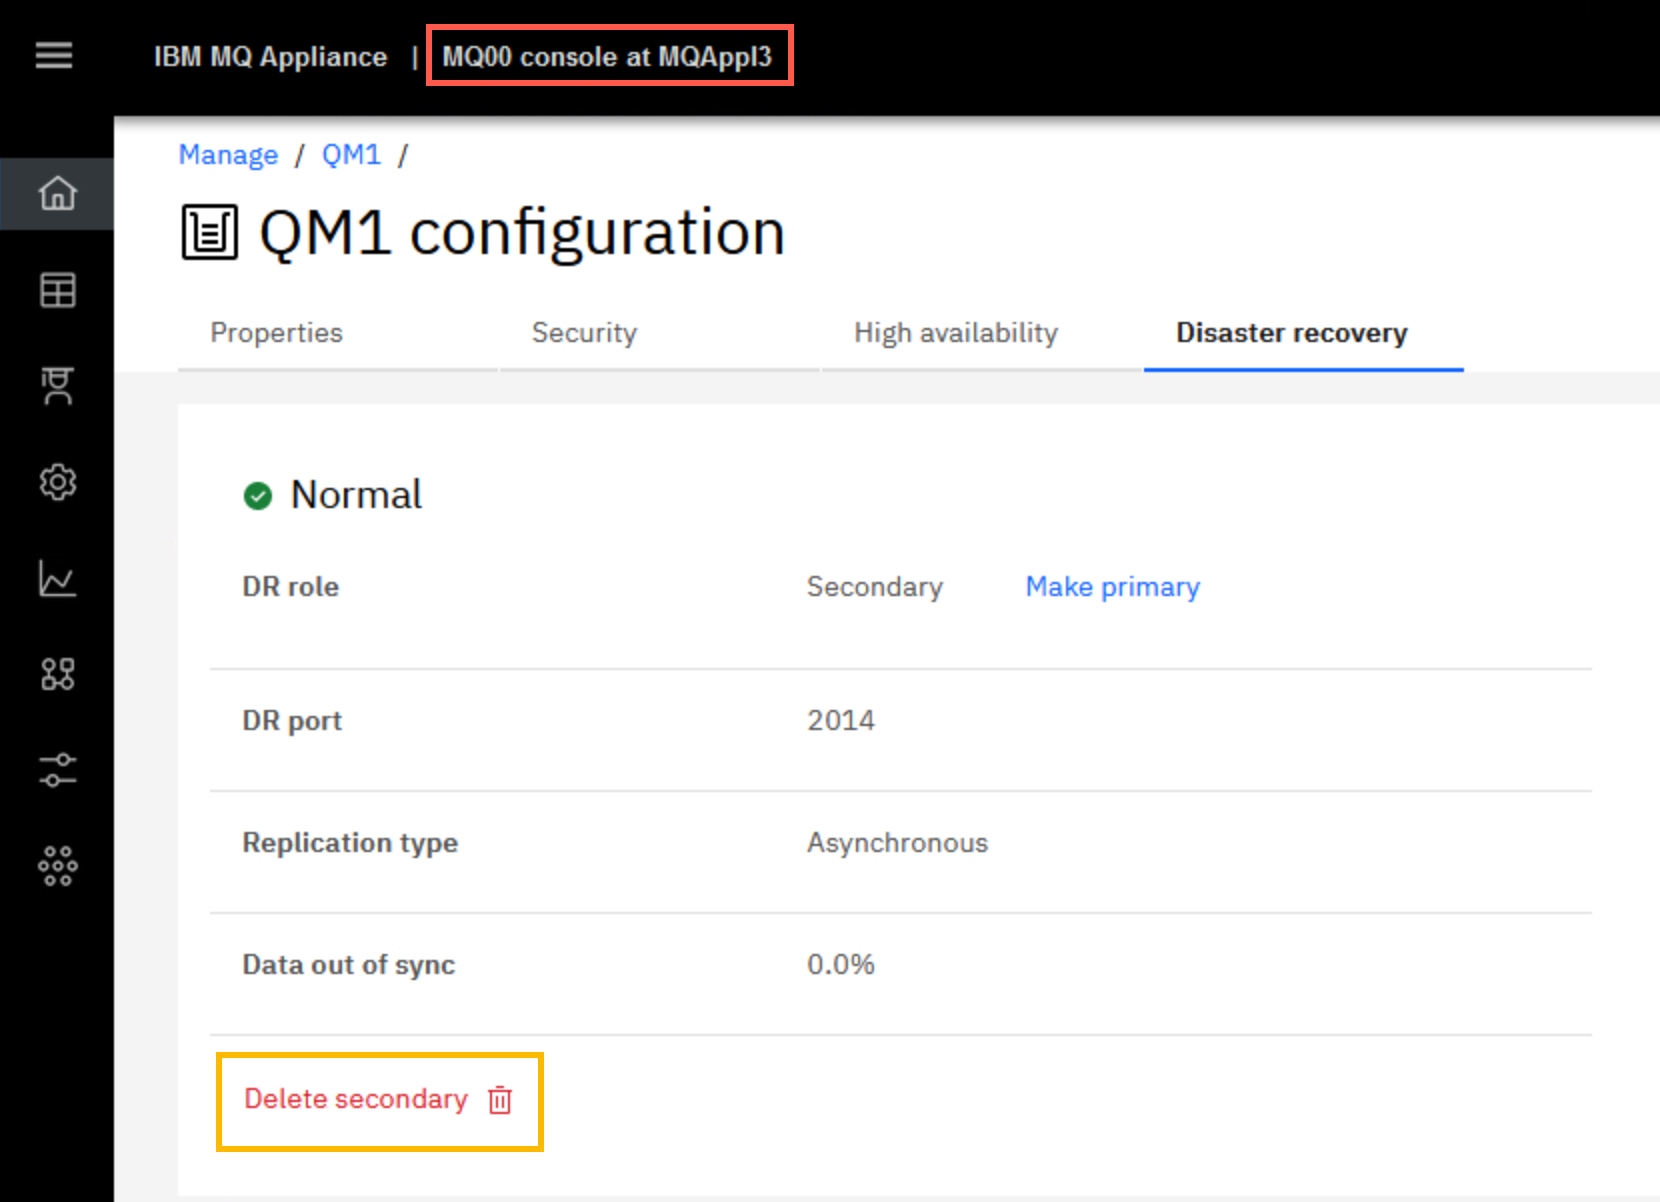 IBM MQ Appliance | MQ00 console at MQAppl3
Manage / QM1 /
QM1 configuration
Properties Security High availability Disaster recovery
Normal
DR role Secondary Make primary
DR port 2014
Replication type Asynchronous
Data out of sync 0.0%
Delete secondary